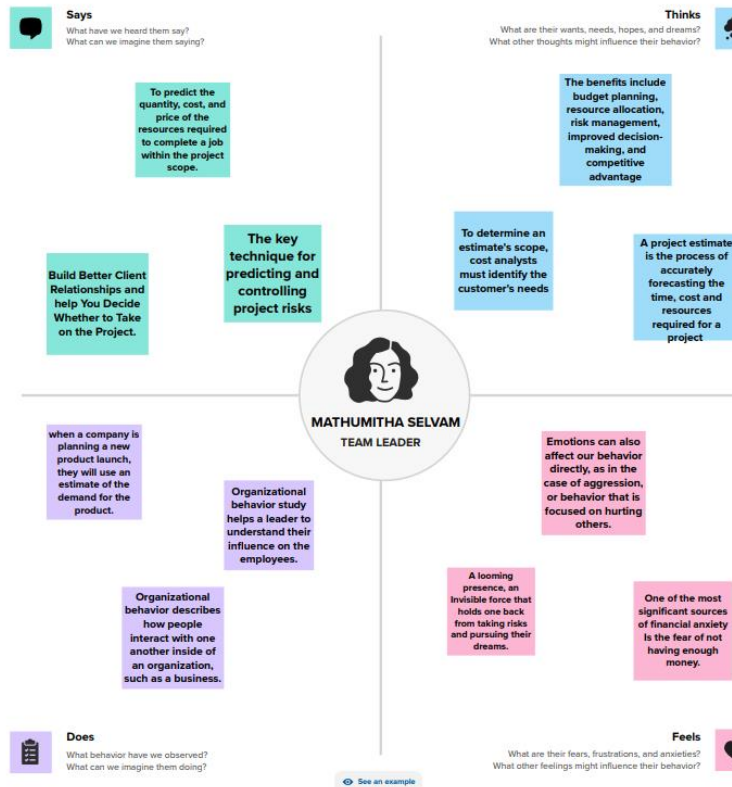 Says
What have we heard them say?
What can we imagine them saying?
Thinks
What are their wants, needs, hopes, and dreams?
What other thoughts might influence their behavior?
To predict the
quantity, cost, and
price of the
resources required
to complete a job
within the project
scope.
Build Better Client
Relationships and
help You Decide
Whether to Take
on the Project.
The key
technique for
predicting and
controlling
project risks
The benefits include
budget planning,
resource allocation,
risk management,
improved decision-
making, and
competitive
advantage
To determine an
estimate's scope,
cost analysts
must identify the
customer's needs
A project estimate
is the process of
accurately
forecasting the
time, cost and
resources
required for a
project
MATHUMITHA SELVAM
TEAM LEADER
when a company is
planning a new
product launch,
they will use an
estimate of the
demand for the
product.
Organizational
behavior study
helps a leader to
understand their
influence on the
employees.
Organizational
behavior describes
how people
interact with one
another inside of
an organization,
such as a business.
Emotions can also
affect our behavior
directly, as in the
case of aggression,
or behavior that is
focused on hurting
others.
A looming
presence, an
Invisible force that
holds one back
from taking risks
and pursuing their
dreams.
One of the most
significant sources
of financial anxiety
Is the fear of not
having enough
money.
Does
What behavior have we observed?
What can we imagine them doing?
Feels
What are their fears, frustrations, and anxieties?
What other feelings might influence their behavior?
See an example